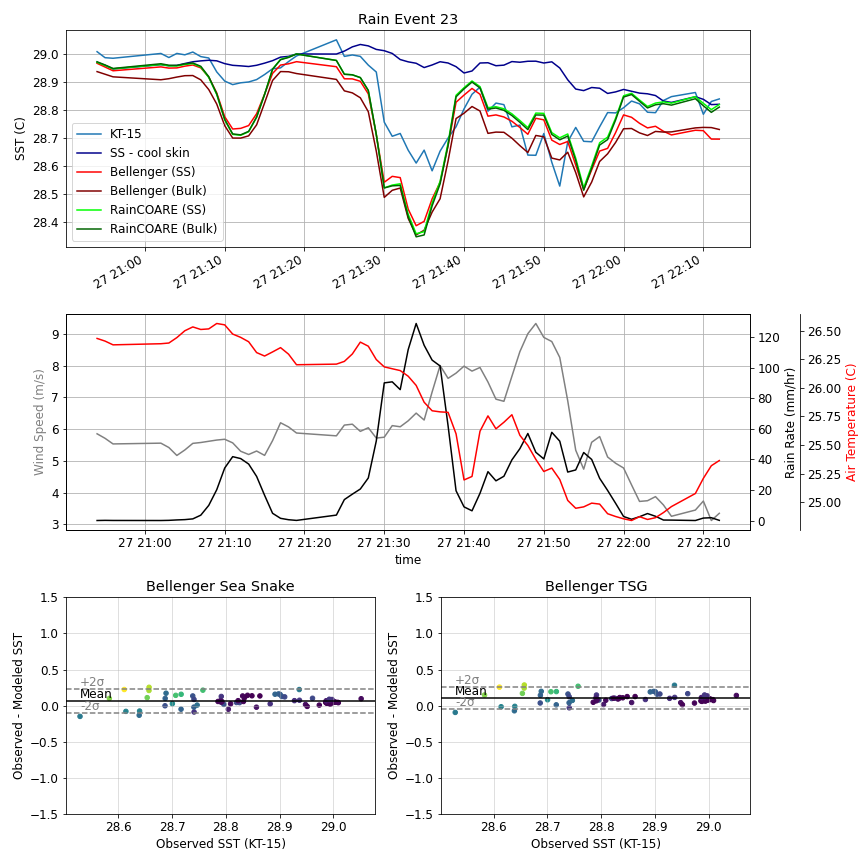 Rain Event 23
SST (C)
29.0
28.9
28.8
28.7
28.6
28.5
28.4
KT-15
SS - cool skin
Bellenger (SS)
Bellenger (Bulk)
RainCOARE (SS)
RainCOARE (Bulk)
27 21:00
27 21:10
27 21:20
27 21:30
27 21:40
27 21:50
27 22:00
27 22:10
Wind Speed (m/s)
9
8
7
6
5
4
3
120
100
80
60
40
20
0
Rain Rate (mm/hr)
26.50
26.25
26.00
25.75
25.50
25.25
25.00
Air Temperature (C)
27 21:00
27 21:10
27 21:20
27 21:30
27 21:40
27 21:50
27 22:00
27 22:10
time
Bellenger Sea Snake
Observed - Modeled SST
1.5
1.0
0.5
0.0
−0.5
−1.0
−1.5
+2σ
Mean
-2σ
28.6
28.7
28.8
28.9
29.0
Observed SST (KT-15)
Bellenger TSG
Observed - Modeled SST
1.5
1.0
0.5
0.0
−0.5
−1.0
−1.5
+2σ
Mean
-2σ
28.6
28.7
28.8
28.9
29.0
Observed SST (KT-15)